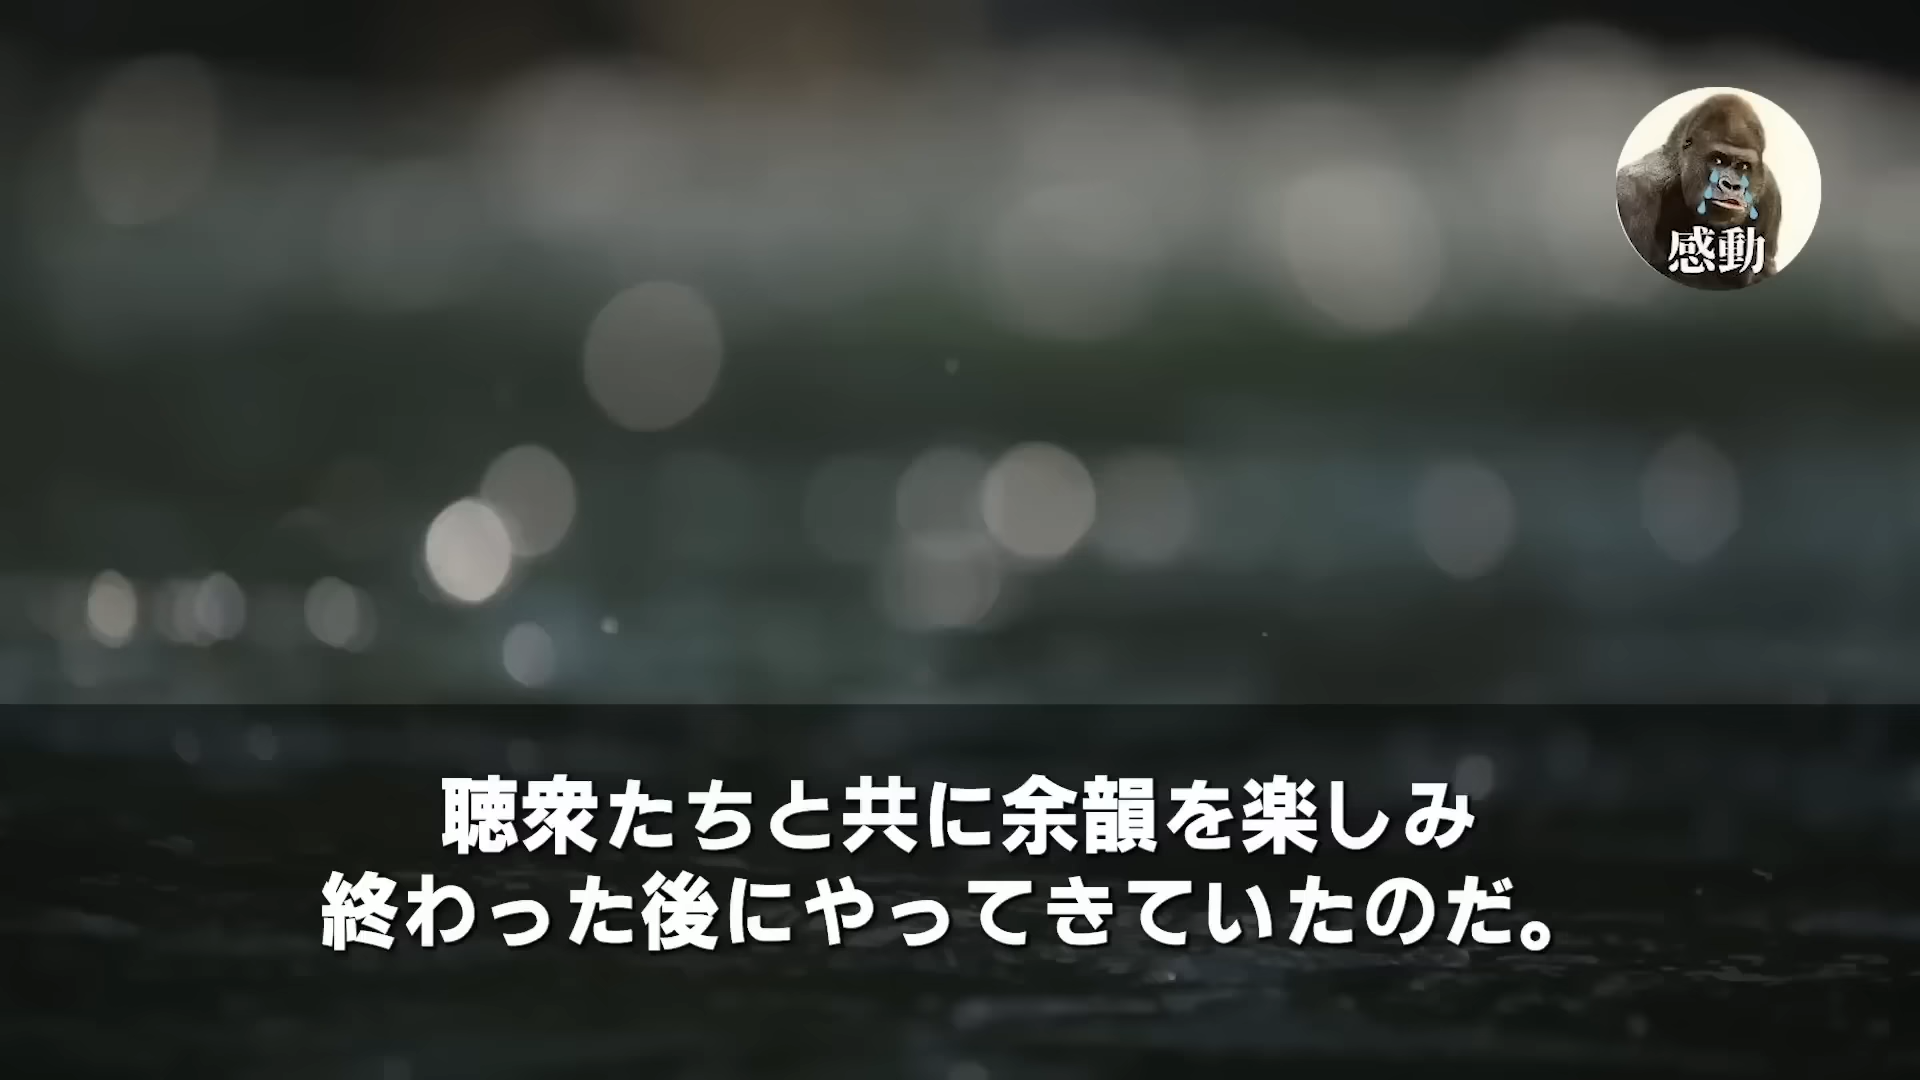 感動
聴衆たちと共に余韻を楽しみ
終わった後にやってきていたのだ。